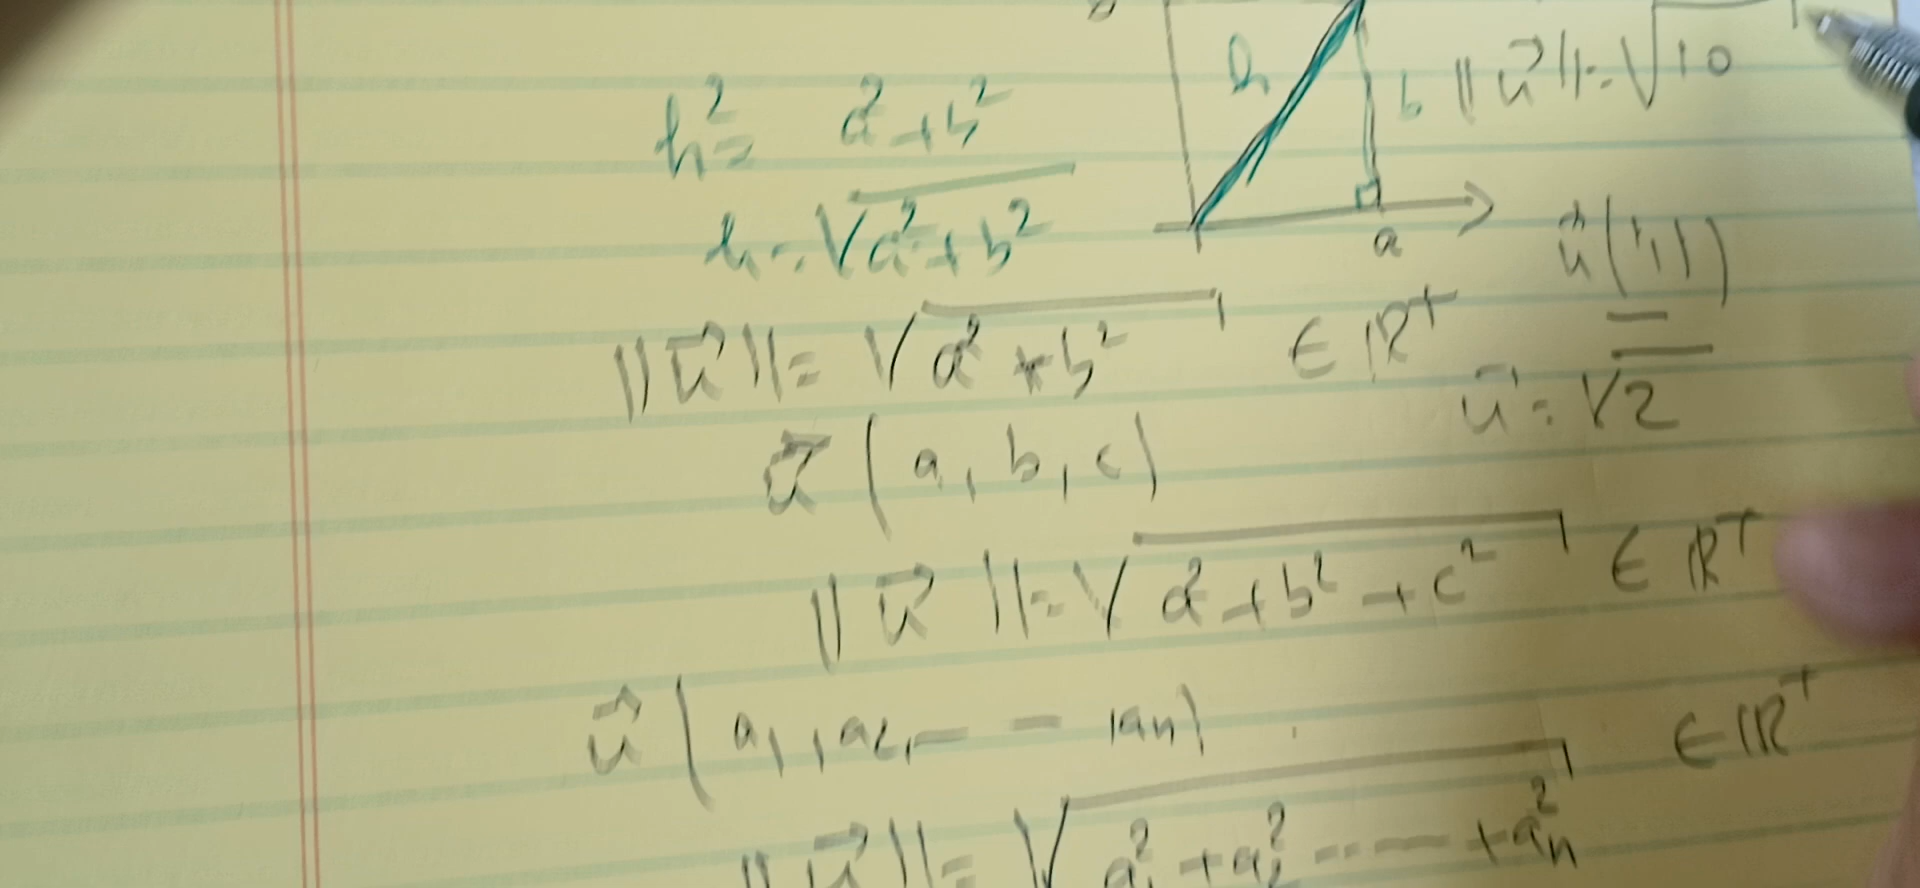 h
b
‖u⃗‖=√10
h²= a²+b²
a
h=√a²+b²
u⃗(1,1)
‖u⃗‖=√a²+b² ∈ ℝ⁺
u⃗=√2
u⃗(a,b,c)
‖u⃗‖=√a²+b²+c² ∈ ℝ⁺
u⃗(a₁,a₂,— – ,aₙ) ∈ ℝ⁺
‖u⃗‖=√a₁²+a₂²----+aₙ²